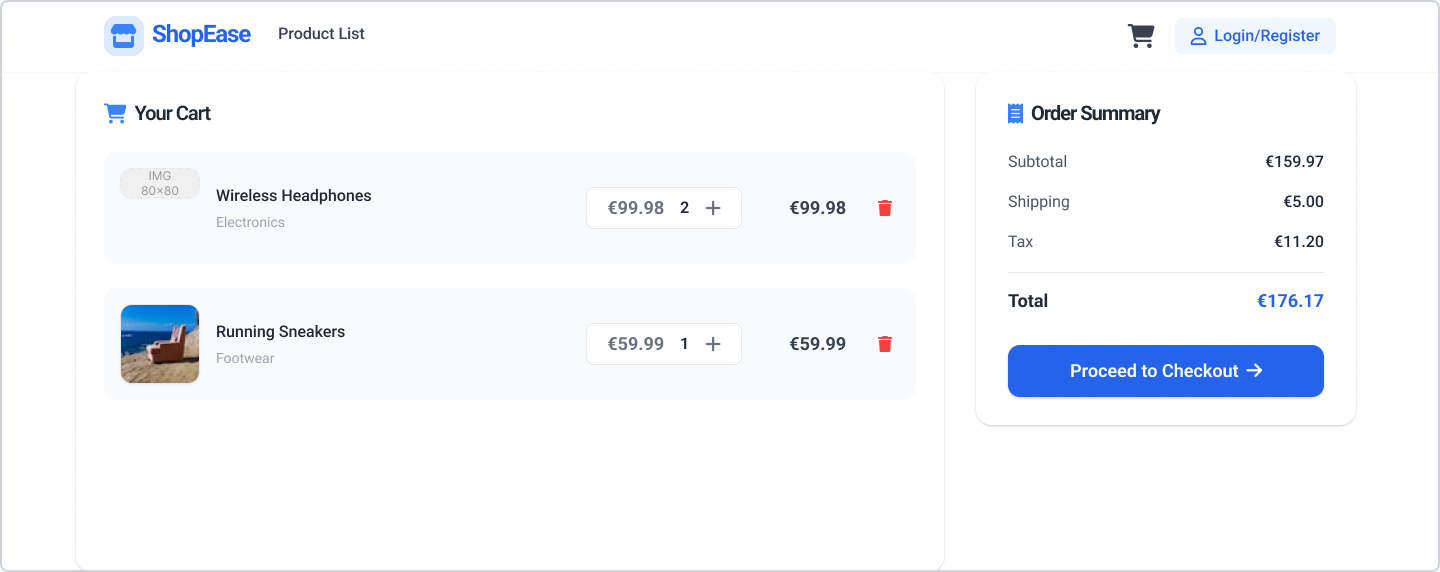 ShopEase Product List Login/Register
Your Cart
IMG
80×80
Wireless Headphones
Electronics
€99.98 2 + €99.98
Running Sneakers
Footwear
€59.99 1 + €59.99
Order Summary
Subtotal €159.97
Shipping €5.00
Tax €11.20
Total €176.17
Proceed to Checkout →